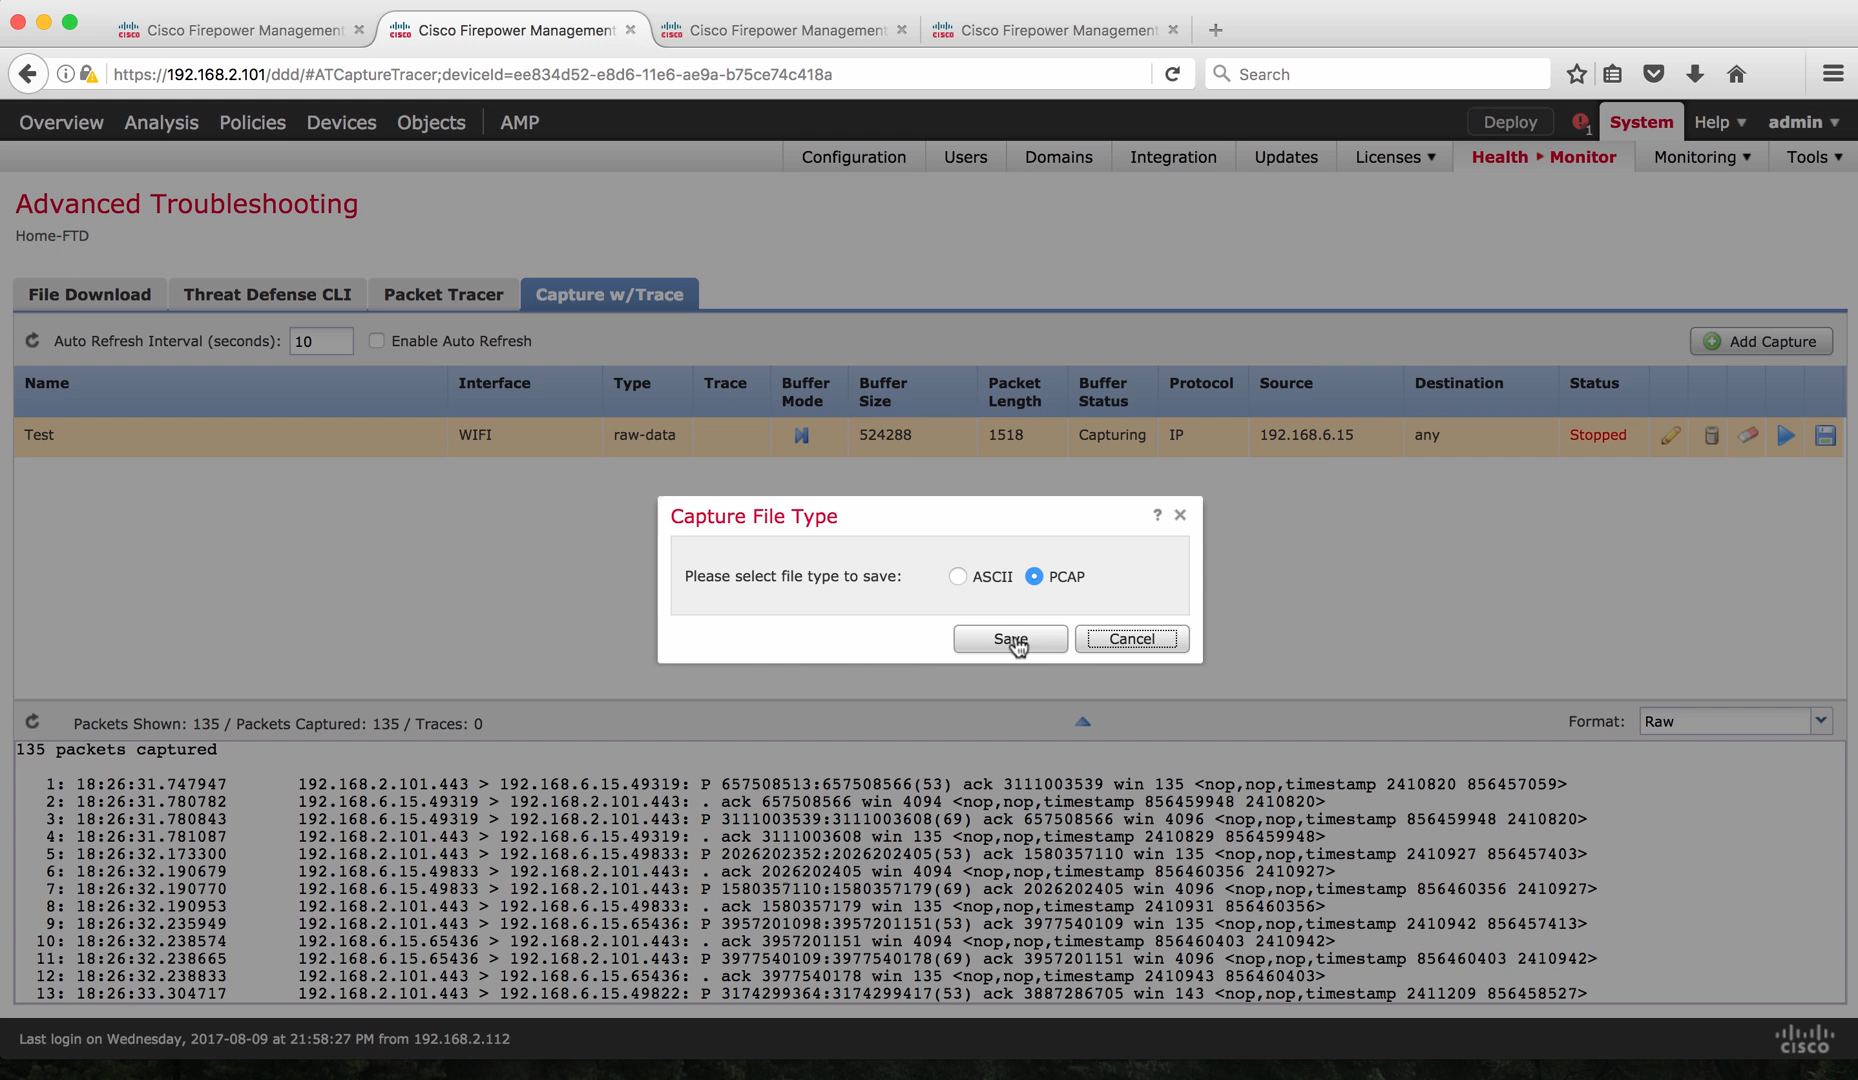 Cisco Firepower Management
Cisco Firepower Management
Cisco Firepower Management
Cisco Firepower Management
https://192.168.2.101/ddd/#ATCaptureTracer;deviceId=ee834d52-e8d6-11e6-ae9a-b75ce74c418a
Search
Overview Analysis Policies Devices Objects AMP Deploy 1 System Help admin
Configuration Users Domains Integration Updates Licenses Health Monitor Monitoring Tools
Advanced Troubleshooting
Home-FTD
File Download Threat Defense CLI Packet Tracer Capture w/Trace
Auto Refresh Interval (seconds): 10 Enable Auto Refresh Add Capture
Name Interface Type Trace Buffer Mode Buffer Size Packet Length Buffer Status Protocol Source Destination Status
Test WIFI raw-data 524288 1518 Capturing IP 192.168.6.15 any Stopped
Capture File Type ?
Please select file type to save: ASCII PCAP
Save Cancel
Packets Shown: 135 / Packets Captured: 135 / Traces: 0 Format: Raw
135 packets captured
1: 18:26:31.747947 192.168.2.101.443 > 192.168.6.15.49319: P 657508513:657508566(53) ack 3111003539 win 135 <nop,nop,timestamp 2410820 856457059>
2: 18:26:31.780782 192.168.6.15.49319 > 192.168.2.101.443: . ack 657508566 win 4094 <nop,nop,timestamp 856459948 2410820>
3: 18:26:31.780843 192.168.6.15.49319 > 192.168.2.101.443: P 3111003539:3111003608(69) ack 657508566 win 4096 <nop,nop,timestamp 856459948 2410820>
4: 18:26:31.781087 192.168.2.101.443 > 192.168.6.15.49319: . ack 3111003608 win 135 <nop,nop,timestamp 2410829 856459948>
5: 18:26:32.173300 192.168.2.101.443 > 192.168.6.15.49833: P 2026202352:2026202405(53) ack 1580357110 win 135 <nop,nop,timestamp 2410927 856457403>
6: 18:26:32.190679 192.168.6.15.49833 > 192.168.2.101.443: . ack 2026202405 win 4094 <nop,nop,timestamp 856460356 2410927>
7: 18:26:32.190770 192.168.6.15.49833 > 192.168.2.101.443: P 1580357110:1580357179(69) ack 2026202405 win 4096 <nop,nop,timestamp 856460356 2410927>
8: 18:26:32.190953 192.168.2.101.443 > 192.168.6.15.49833: . ack 1580357179 win 135 <nop,nop,timestamp 2410931 856460356>
9: 18:26:32.235949 192.168.2.101.443 > 192.168.6.15.65436: P 3957201098:3957201151(53) ack 3977540109 win 135 <nop,nop,timestamp 2410942 856457413>
10: 18:26:32.238574 192.168.6.15.65436 > 192.168.2.101.443: . ack 3957201151 win 4094 <nop,nop,timestamp 856460403 2410942>
11: 18:26:32.238665 192.168.6.15.65436 > 192.168.2.101.443: P 3977540109:3977540178(69) ack 3957201151 win 4096 <nop,nop,timestamp 856460403 2410942>
12: 18:26:32.238833 192.168.2.101.443 > 192.168.6.15.65436: . ack 3977540178 win 135 <nop,nop,timestamp 2410943 856460403>
13: 18:26:33.304717 192.168.2.101.443 > 192.168.6.15.49822: P 3174299364:3174299417(53) ack 3887286705 win 143 <nop,nop,timestamp 2411209 856458527>
Last login on Wednesday, 2017-08-09 at 21:58:27 PM from 192.168.2.112
CISCO